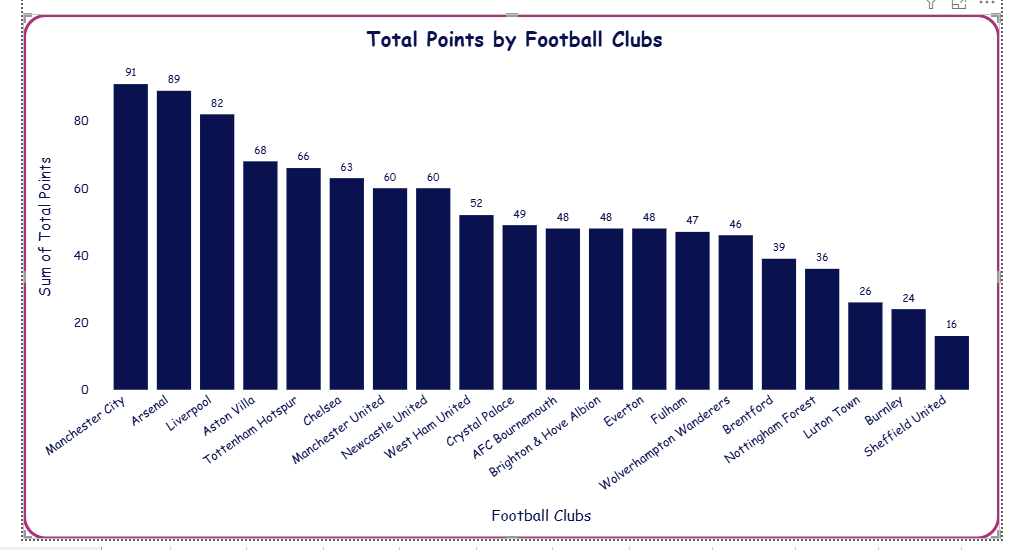 Total Points by Football Clubs
91
89
82
68
66
63
60
60
52
49
48
48
48
47
46
39
36
26
24
16
80
60
40
20
0
Sum of Total Points
Manchester City
Arsenal
Liverpool
Aston Villa
Tottenham Hotspur
Chelsea
Manchester United
Newcastle United
West Ham United
Crystal Palace
AFC Bournemouth
Brighton & Hove Albion
Everton
Fulham
Wolverhampton Wanderers
Brentford
Nottingham Forest
Luton Town
Burnley
Sheffield United
Football Clubs